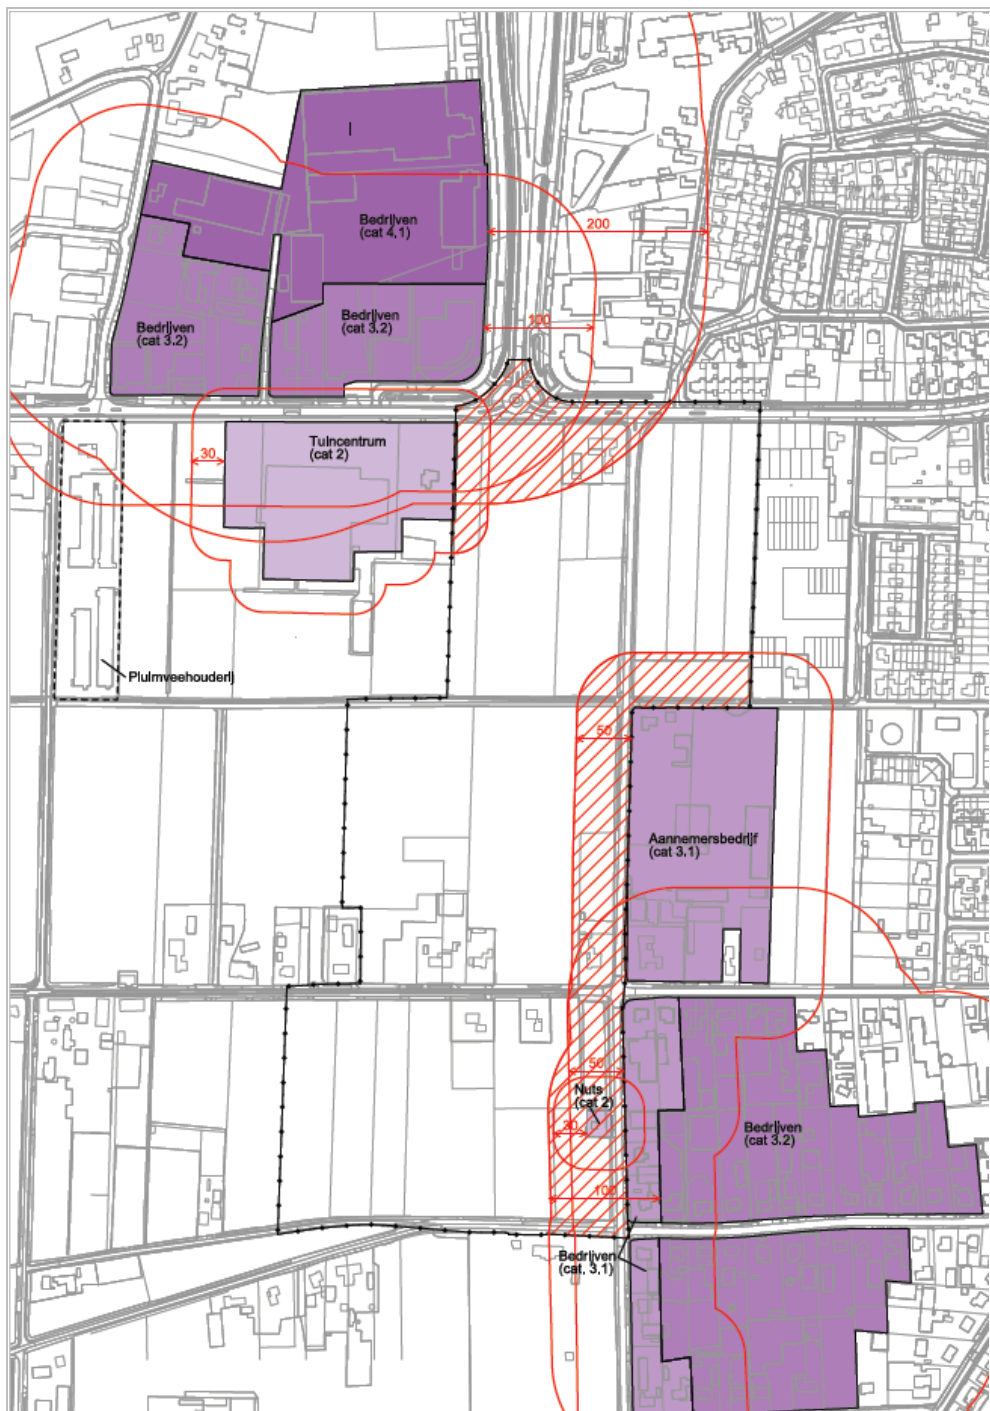 Bedrijven
(cat 4,1)
200
Bedrijven
(cat 3.2)
Bedrijven
(cat 3.2)
100
Tuincentrum
(cat 2)
30
Pluimveehouderij
50
Aannemersbedrijf
(cat 3.1)
50
Nuts
(cat 2)
30
Bedrijven
(cat 3.2)
100
Bedrijven
(cat. 3.1)